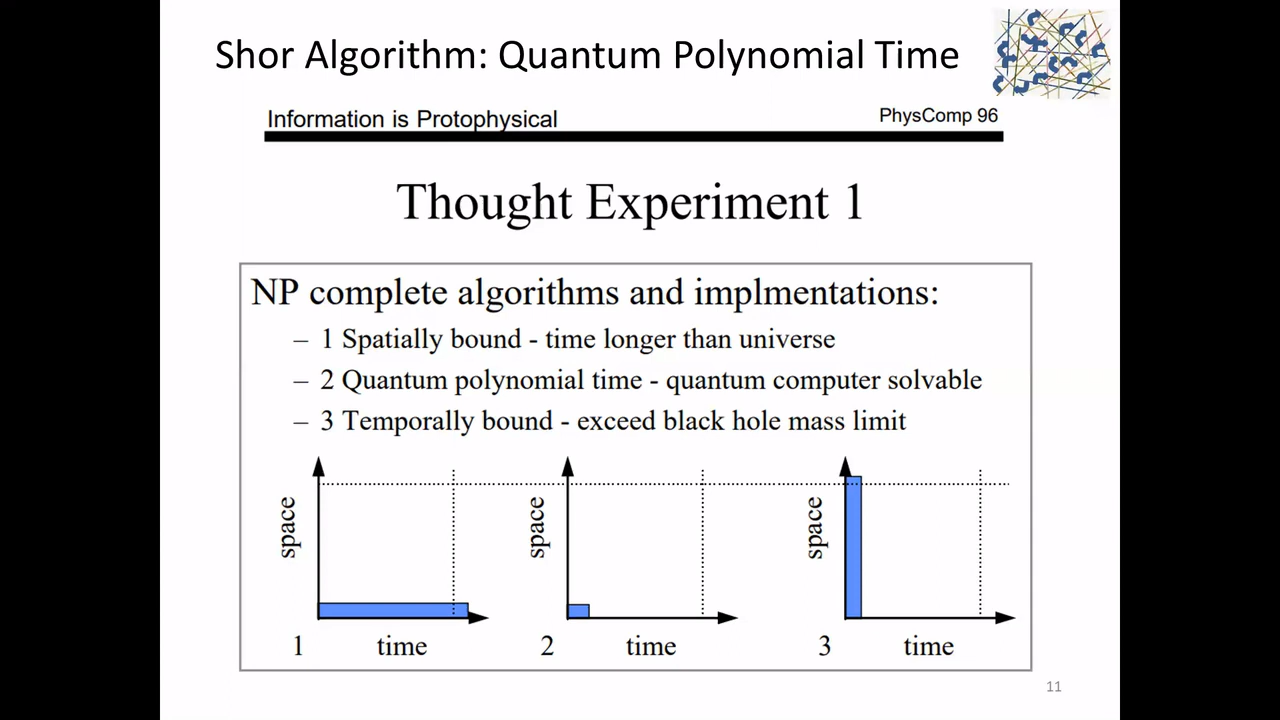 Shor Algorithm: Quantum Polynomial Time
Information is Protophysical
PhysComp 96
Thought Experiment 1
NP complete algorithms and implmentations:
– 1 Spatially bound - time longer than universe
– 2 Quantum polynomial time - quantum computer solvable
– 3 Temporally bound - exceed black hole mass limit
space
space
space
1 time
2 time
3 time
11